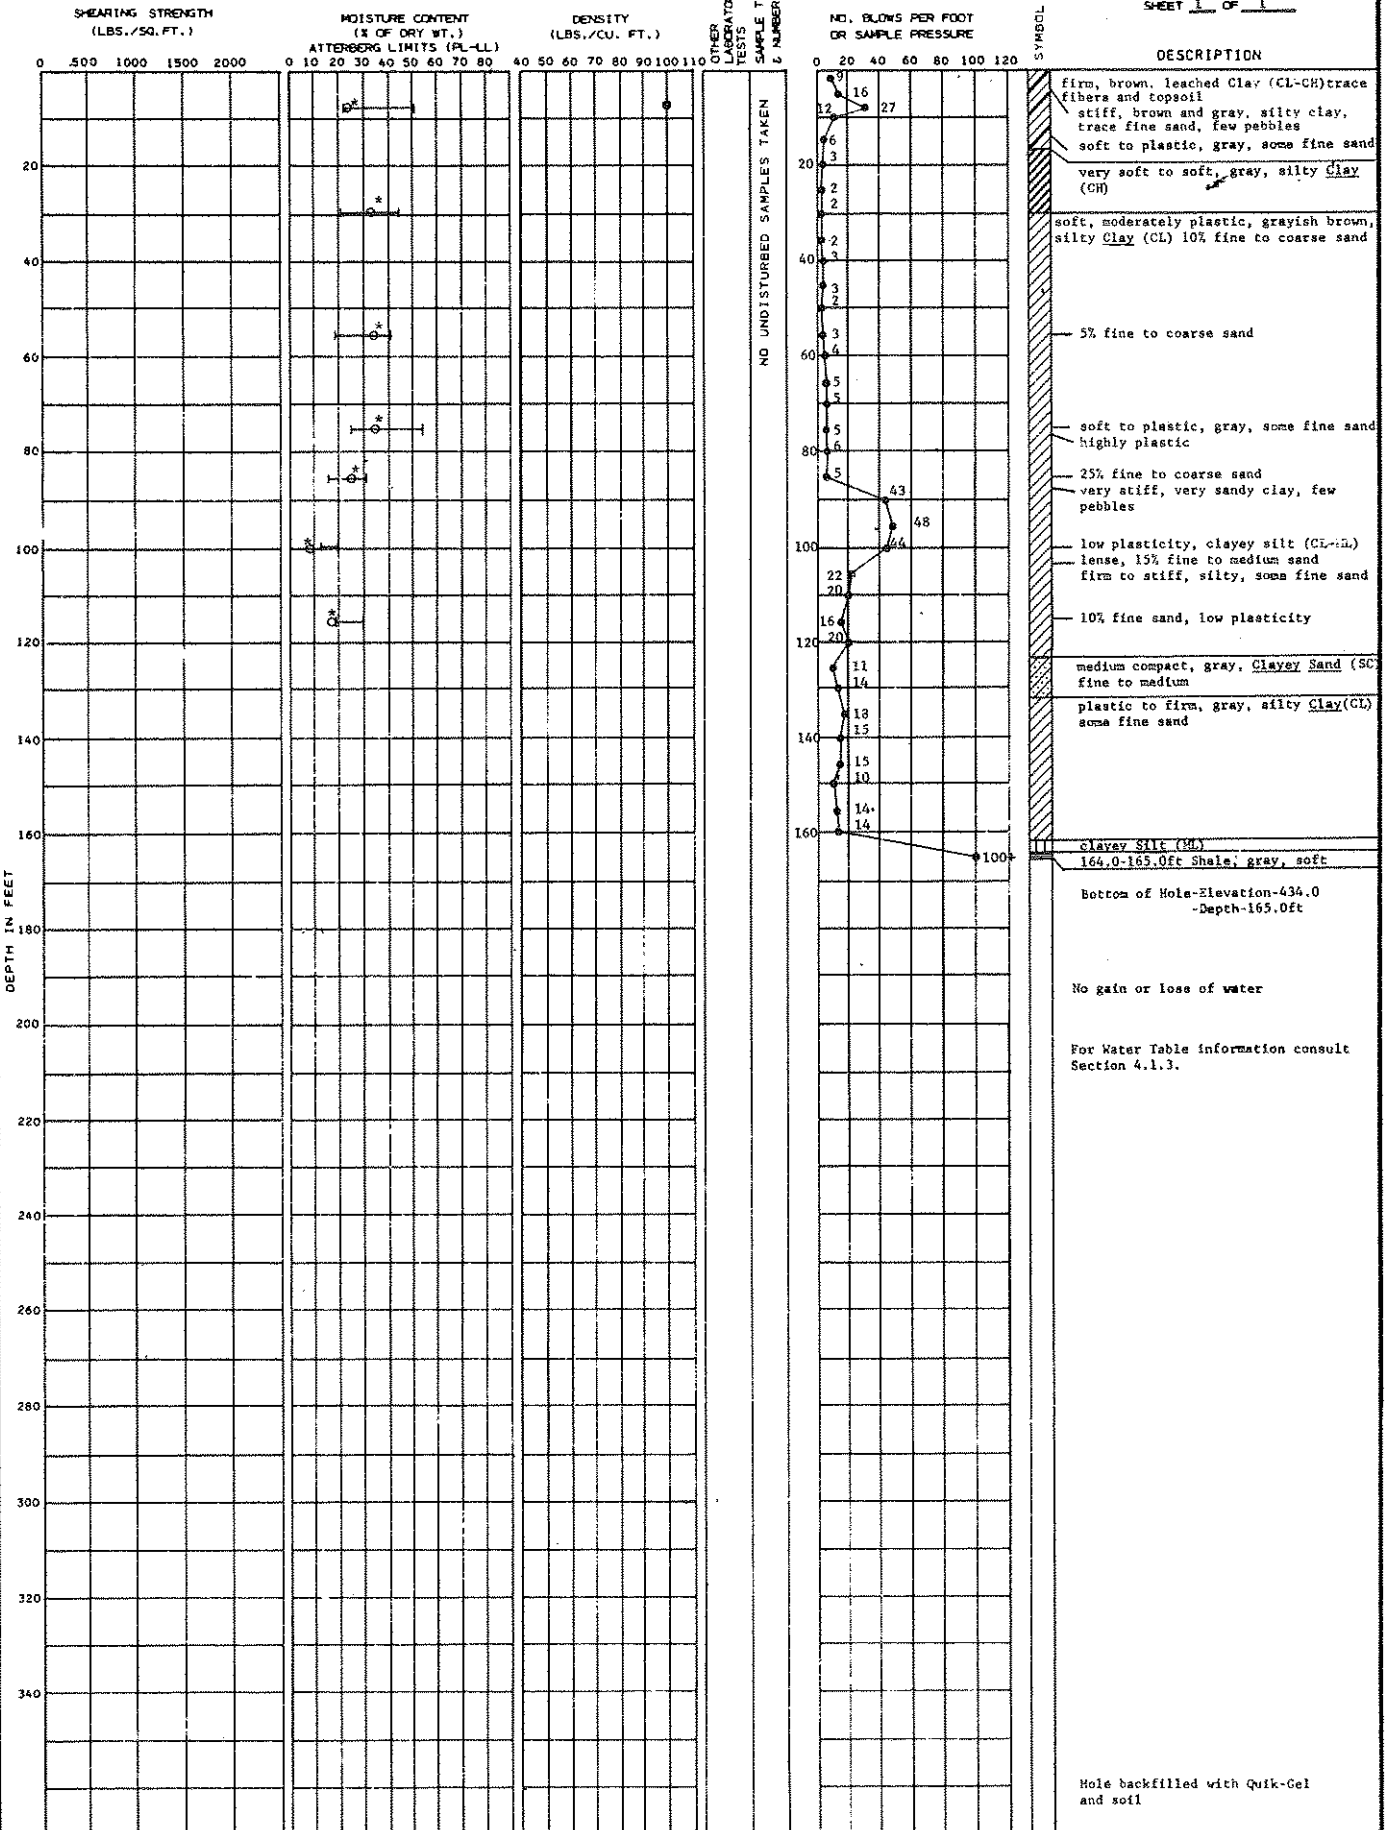 SHEARING STRENGTH
(LBS./SQ.FT.)
0 500 1000 1500 2000
MOISTURE CONTENT
(% OF DRY WT.)
ATTERBERG LIMITS (PL-LL)
0 10 20 30 40 50 60 70 80
DENSITY
(LBS./CU. FT.)
40 50 60 70 80 90 100 110
OTHER
LABORATO
TESTS
SAMPLE T
& NUMBER
NO. BLOWS PER FOOT
OR SAMPLE PRESSURE
0 20 40 60 80 100 120
SYMBOL
SHEET 1 OF 1
DESCRIPTION
DEPTH IN FEET
20
40
60
80
100
120
140
160
180
200
220
240
260
280
300
320
340
NO UNDISTURBED SAMPLES TAKEN
20
40
60
80
100
120
140
160
9
16
27
12
6
3
2
2
2
3
3
2
3
4
5
5
5
6
5
43
48
44
22
20
16
20
11
14
18
15
15
10
14
14
100+
firm, brown, leached Clay (CL-CH)trace
fibers and topsoil
stiff, brown and gray, silty clay,
trace fine sand, few pebbles
soft to plastic, gray, some fine sand
very soft to soft, gray, silty Clay
(CH)
soft, moderately plastic, grayish brown,
silty Clay (CL) 10% fine to coarse sand
5% fine to coarse sand
soft to plastic, gray, some fine sand
highly plastic
25% fine to coarse sand
very stiff, very sandy clay, few
pebbles
low plasticity, clayey silt
lense, 15% fine to medium sand
firm to stiff, silty, some fine sand
10% fine sand, low plasticity
medium compact, gray, Clayey Sand (SC)
fine to medium
plastic to firm, gray, silty Clay(CL)
some fine sand
clayey Silt (ML)
164.0-165.0ft Shale, gray, soft
Bottom of Hole-Elevation-434.0
-Depth-165.0ft
No gain or loss of water
For Water Table information consult
Section 4.1.3.
Hole backfilled with Quik-Gel
and soil